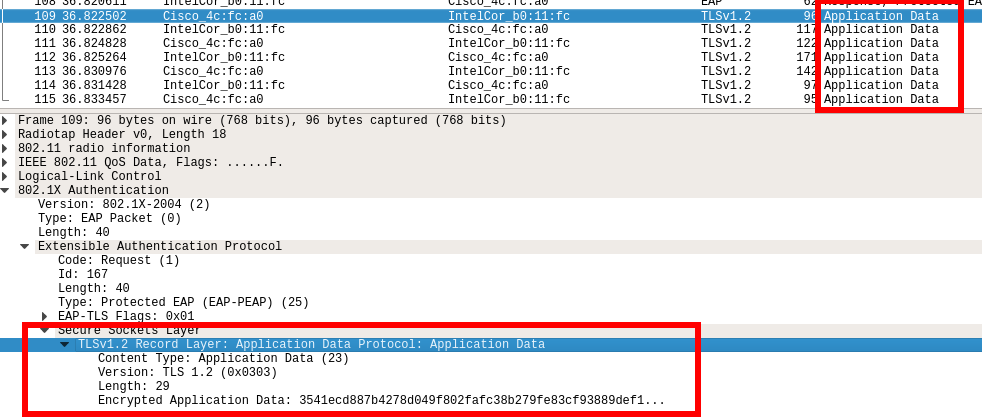 108 36.820611 IntelCor_b0:11:fc Cisco_4c:fc:a0 EAP 62
109 36.822502 Cisco_4c:fc:a0 IntelCor_b0:11:fc TLSv1.2 96 Application Data
110 36.822862 IntelCor_b0:11:fc Cisco_4c:fc:a0 TLSv1.2 117 Application Data
111 36.824828 Cisco_4c:fc:a0 IntelCor_b0:11:fc TLSv1.2 122 Application Data
112 36.825264 IntelCor_b0:11:fc Cisco_4c:fc:a0 TLSv1.2 171 Application Data
113 36.830976 Cisco_4c:fc:a0 IntelCor_b0:11:fc TLSv1.2 142 Application Data
114 36.831428 IntelCor_b0:11:fc Cisco_4c:fc:a0 TLSv1.2 97 Application Data
115 36.833457 Cisco_4c:fc:a0 IntelCor_b0:11:fc TLSv1.2 95 Application Data
Frame 109: 96 bytes on wire (768 bits), 96 bytes captured (768 bits)
Radiotap Header v0, Length 18
802.11 radio information
IEEE 802.11 QoS Data, Flags: ......F.
Logical-Link Control
802.1X Authentication
Version: 802.1X-2004 (2)
Type: EAP Packet (0)
Length: 40
Extensible Authentication Protocol
Code: Request (1)
Id: 167
Length: 40
Type: Protected EAP (EAP-PEAP) (25)
EAP-TLS Flags: 0x01
Secure Sockets Layer
TLSv1.2 Record Layer: Application Data Protocol: Application Data
Content Type: Application Data (23)
Version: TLS 1.2 (0x0303)
Length: 29
Encrypted Application Data: 3541ecd887b4278d049f802fafc38b279fe83cf93889def1...